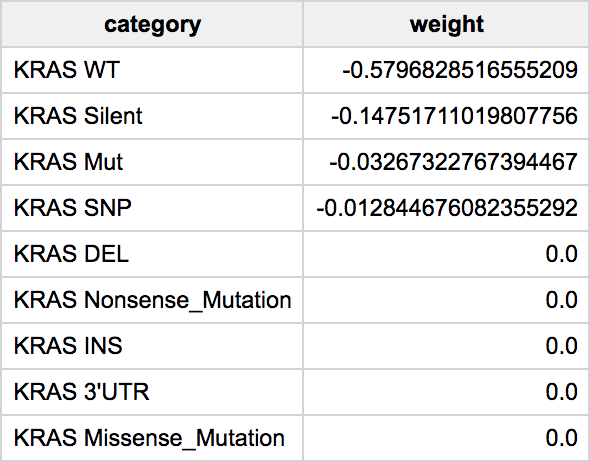 category weight
KRAS WT -0.5796828516555209
KRAS Silent -0.14751711019807756
KRAS Mut -0.03267322767394467
KRAS SNP -0.012844676082355292
KRAS DEL 0.0
KRAS Nonsense_Mutation 0.0
KRAS INS 0.0
KRAS 3'UTR 0.0
KRAS Missense_Mutation 0.0